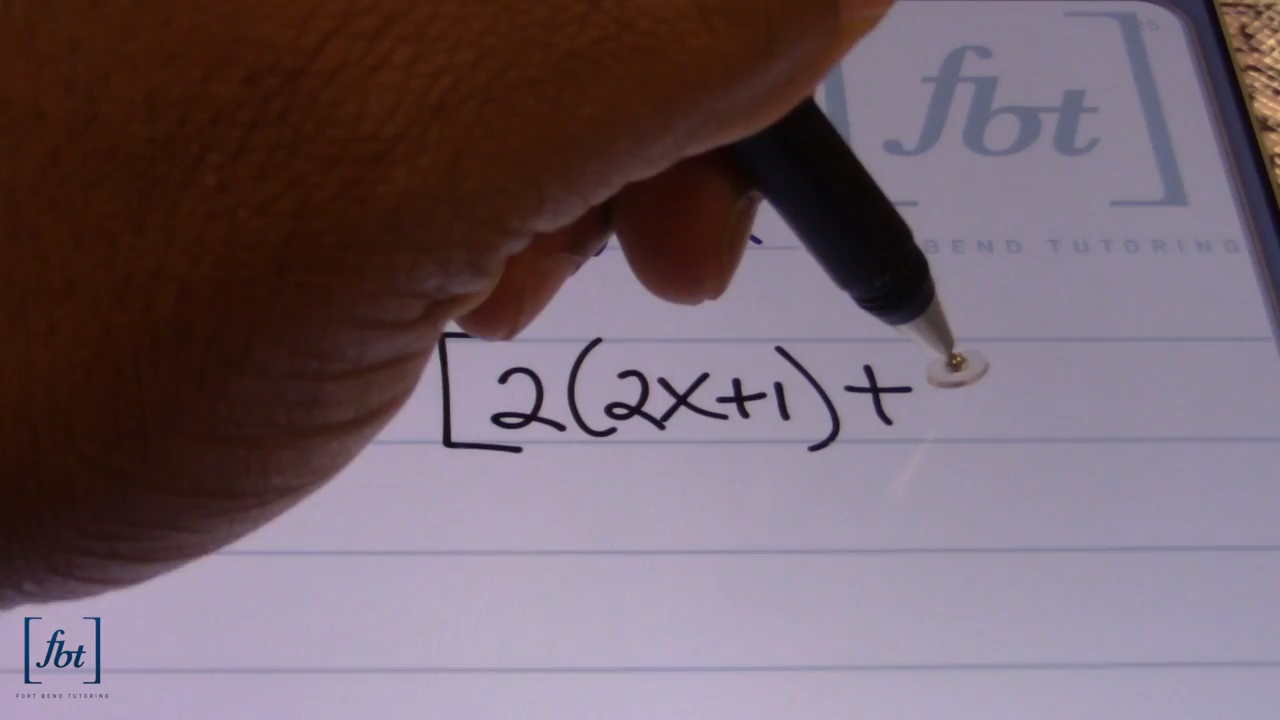 fbt
BEND TUTORING
[2(2x+1)+
[fbt]
FORT BEND TUTORING